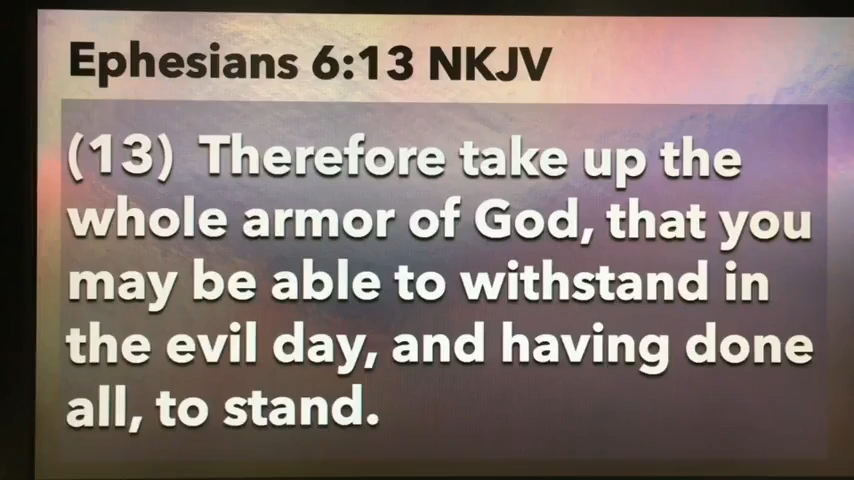 Ephesians 6:13 NKJV
(13) Therefore take up the
whole armor of God, that you
may be able to withstand in
the evil day, and having done
all, to stand.